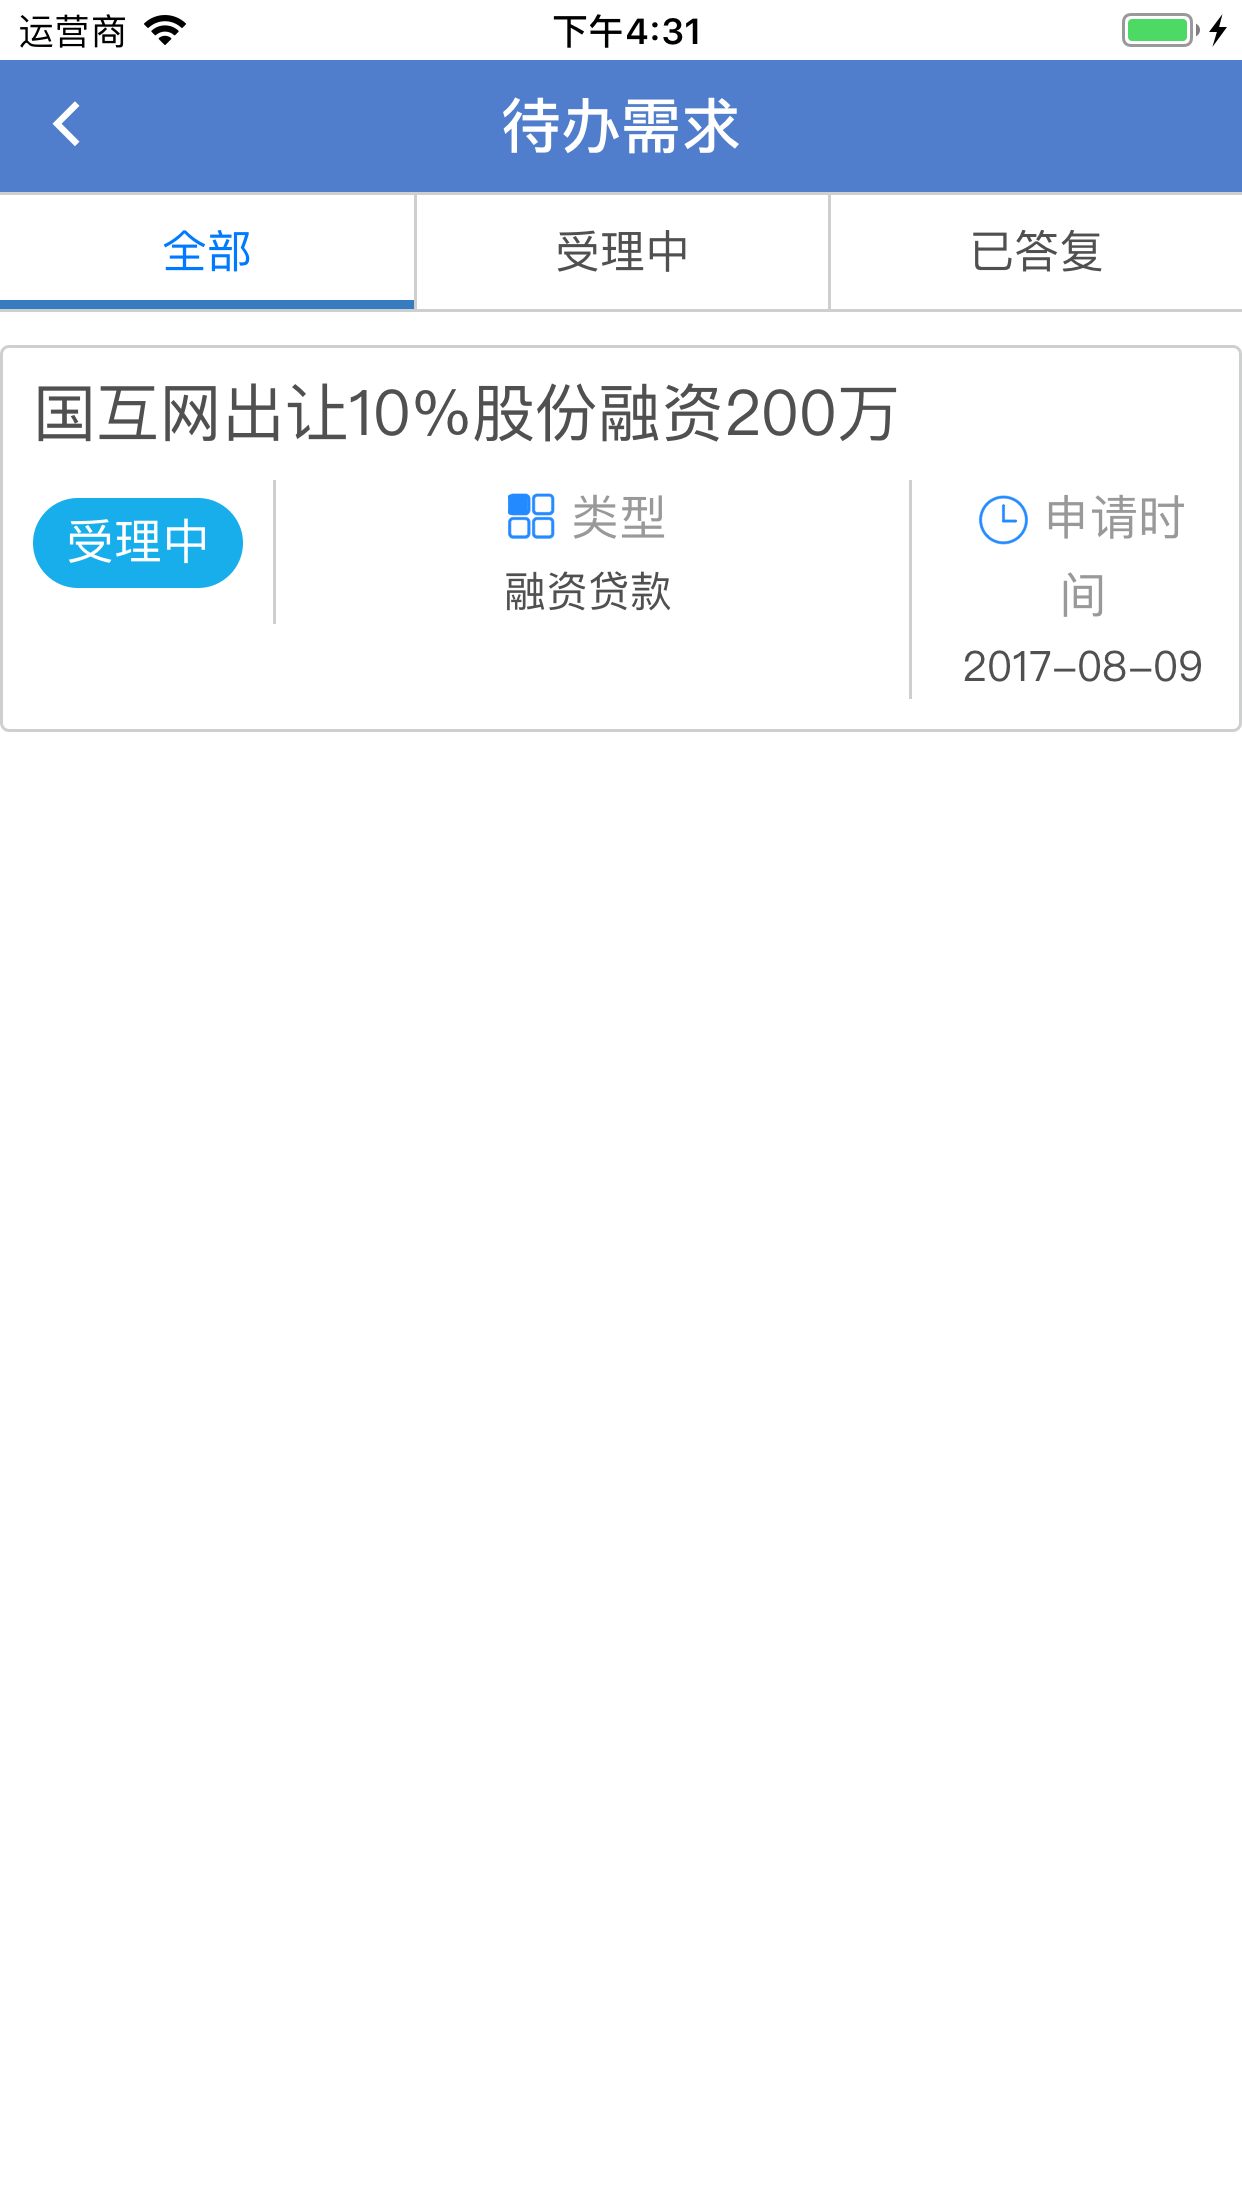 运营商 下午4:31
待办需求
全部 受理中 已答复
国互网出让10%股份融资200万
受理中
类型
融资贷款
申请时
间
2017-08-09